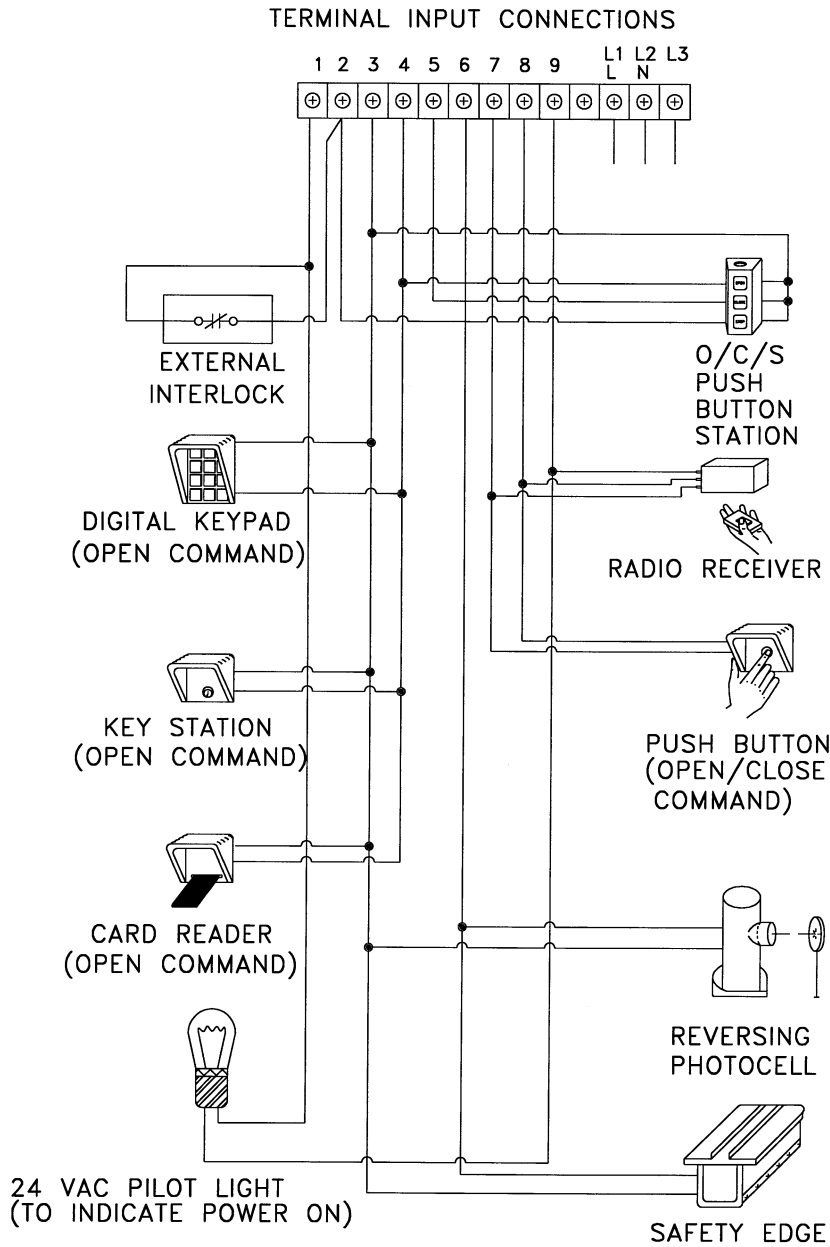 TERMINAL INPUT CONNECTIONS
1 2 3 4 5 6 7 8 9 L1 L2 L3
L N
EXTERNAL
INTERLOCK
O/C/S
PUSH
BUTTON
STATION
DIGITAL KEYPAD
(OPEN COMMAND)
RADIO RECEIVER
KEY STATION
(OPEN COMMAND)
PUSH BUTTON
(OPEN/CLOSE
COMMAND)
CARD READER
(OPEN COMMAND)
REVERSING
PHOTOCELL
24 VAC PILOT LIGHT
(TO INDICATE POWER ON)
SAFETY EDGE